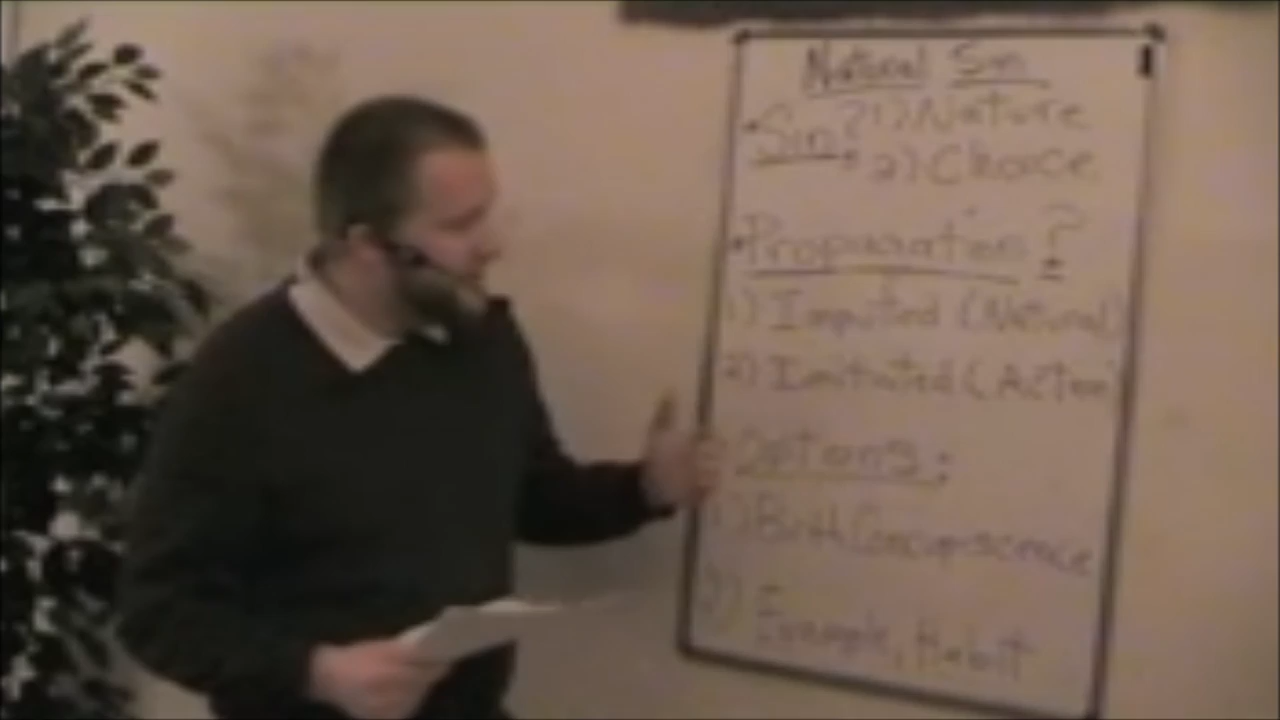 Natural Sin
• Sin? 1) Nature
2) Choice
• Propagation?
1) Imputed (Natural)
2) Imitated (Action
Options:
1) Birth Concupiscence
2) Example, Habit